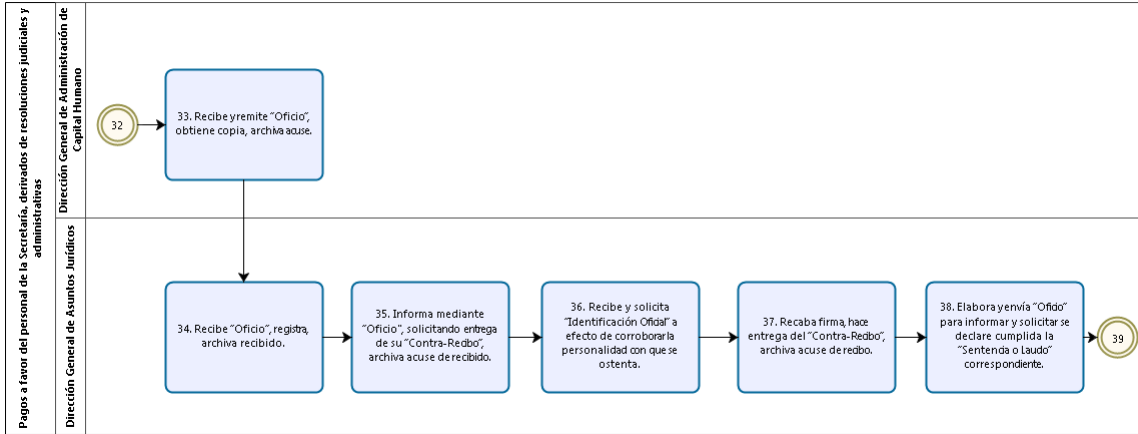 Pagos a favor del personal de la Secretaría, derivados de resoluciones judiciales y
administrativas
Dirección General de Administración de
Capital Humano
32
33. Recibe y remite “Oficio”,
obtiene copia, archiva acuse.
Dirección General de Asuntos Jurídicos
34. Recibe “Oficio”, registra,
archiva recibido.
35. Informa mediante
“Oficio”, solicitando entrega
de su “Contra-Recibo”,
archiva acuse de recibido.
36. Recibe y solicita
“Identificación Oficial” a
efecto de corroborar la
personalidad con que se
ostenta.
37. Recaba firma, hace
entrega del “Contra-Recibo”,
archiva acuse de recibo.
38. Elabora y envía “Oficio”
para informar y solicitar se
declare cumplida la
“Sentencia o Laudo”
correspondiente.
39